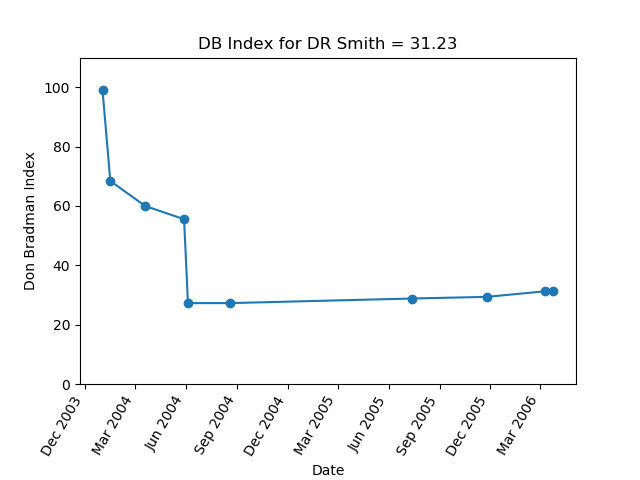 DB Index for DR Smith = 31.23
Don Bradman Index
100
80
60
40
20
0
Dec 2003
Mar 2004
Jun 2004
Sep 2004
Dec 2004
Mar 2005
Jun 2005
Sep 2005
Dec 2005
Mar 2006
Date